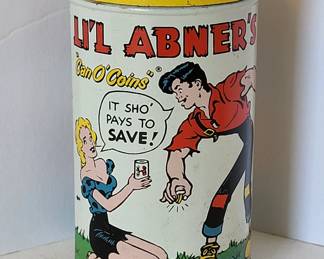 LI'L ABNER'S
"Can O' Coins"®
IT SHO'
PAYS TO
SAVE!